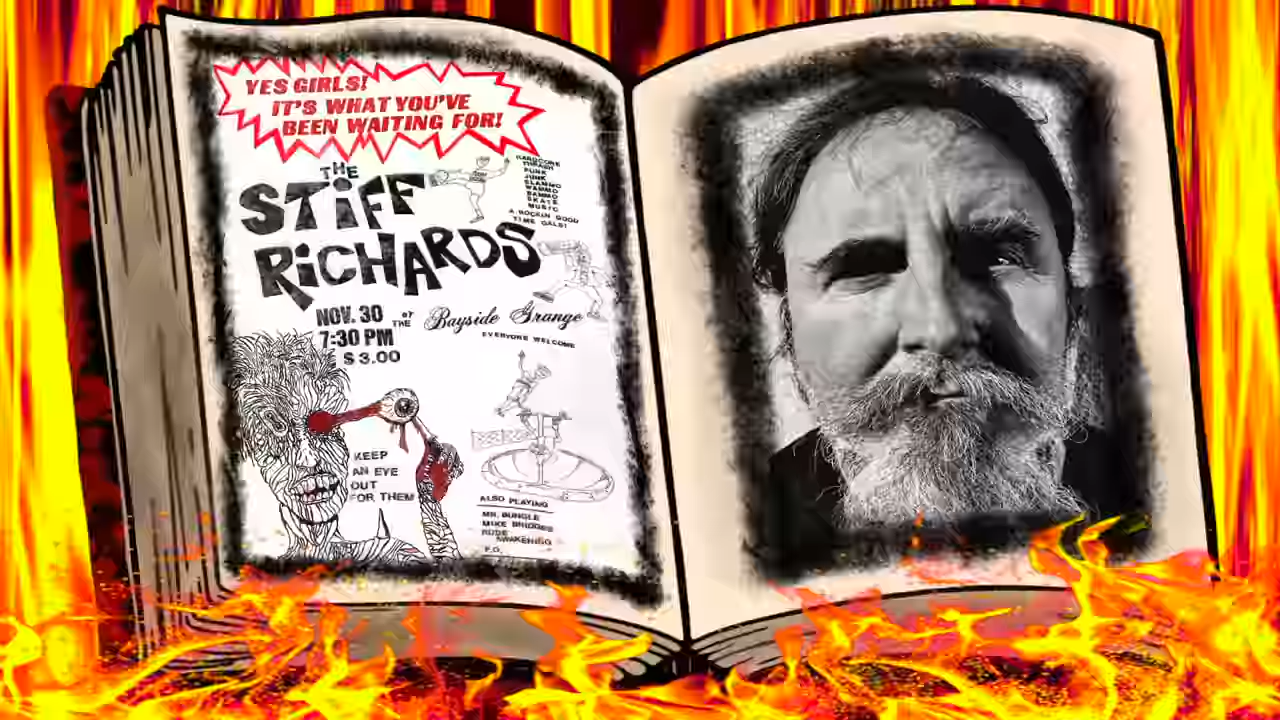 YES GIRLS!
IT'S WHAT YOU'VE
BEEN WAITING FOR!
THE
STiFF
RiCHARDS
HARDCORE
THRASH
PUNK
JUNK
SLAMMO
WAMMO
BAMMO
SKATE
MUSIC
A ROCKIN GOOD
TIME GALS!
NOV. 30 at THE Bayside Grange
7:30 PM
$3.00
EVERYONE WELCOME
KEEP
AN EYE
OUT
FOR THEM
ALSO PLAYING
MR. BUNGLE
MIKE BRIDGES
RUDE
AWAKENING
F.O.